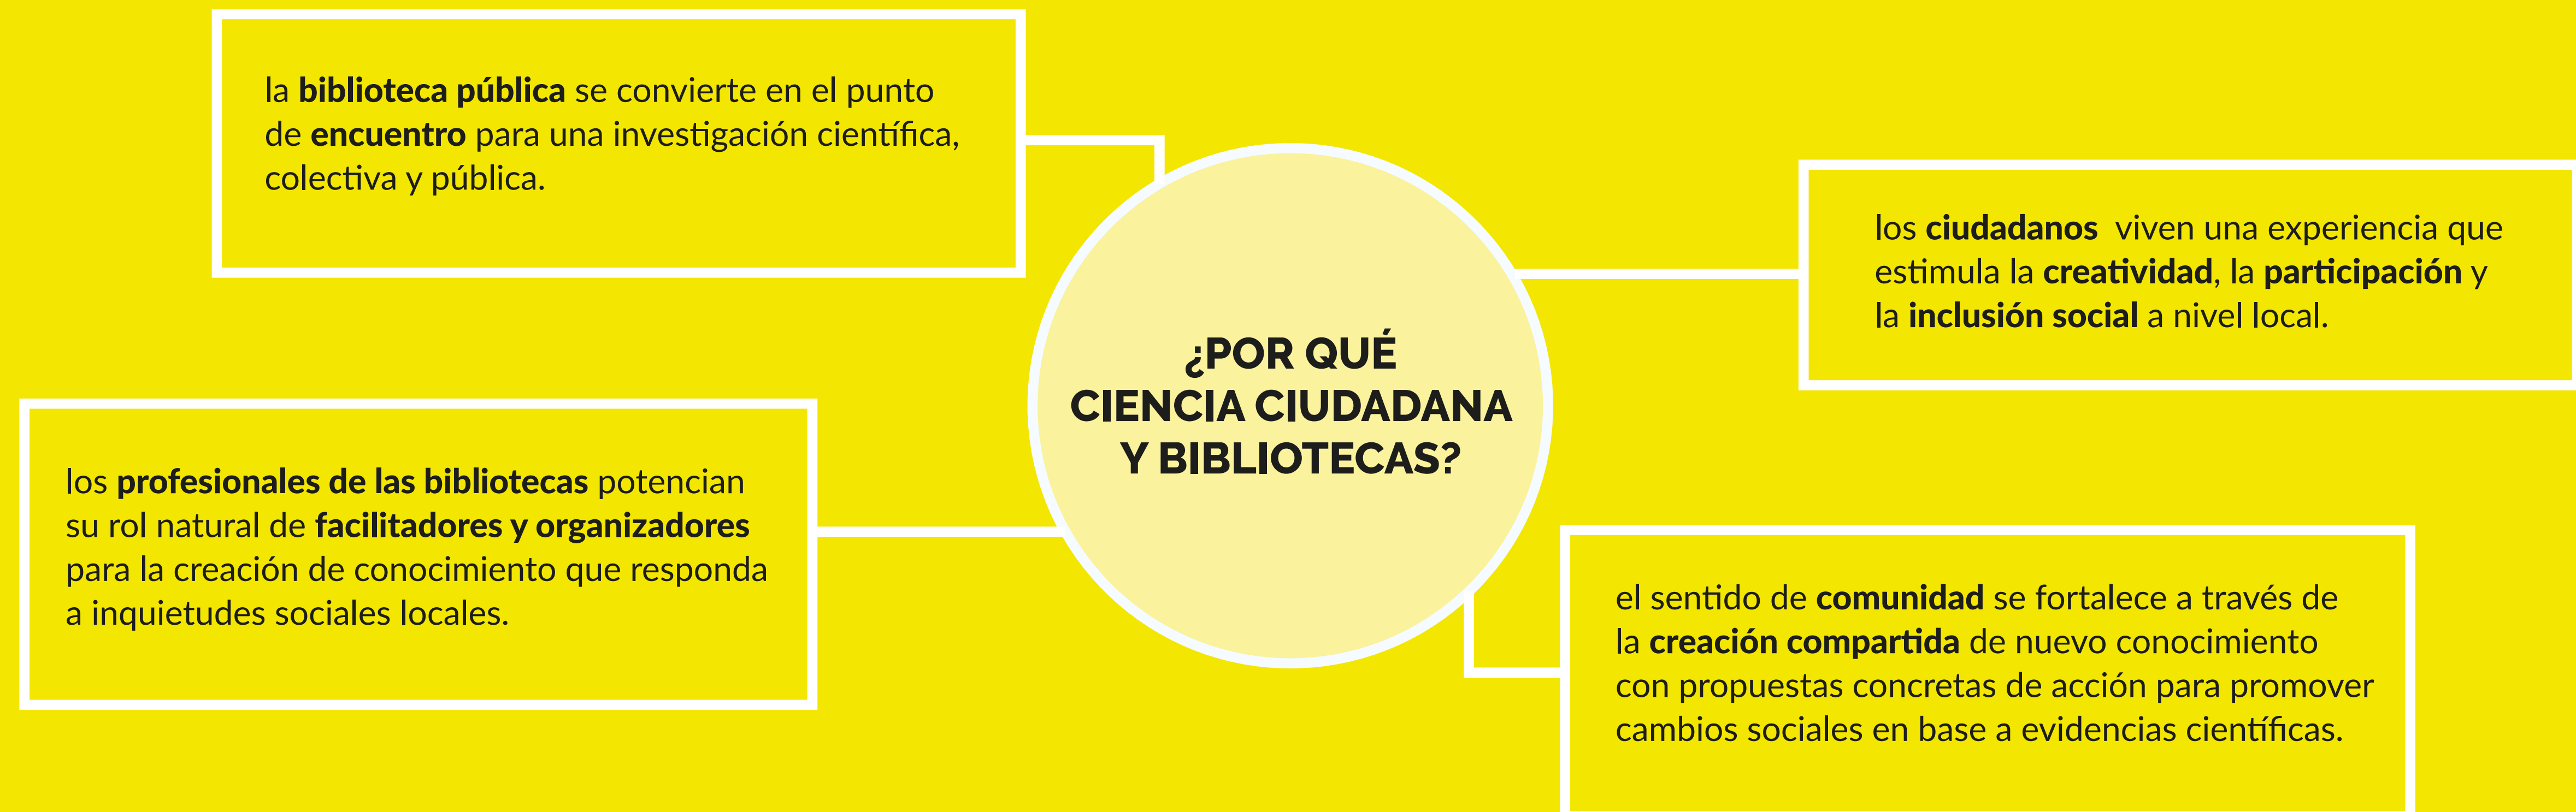 la biblioteca pública se convierte en el punto
de encuentro para una investigación científica,
colectiva y pública.
los profesionales de las bibliotecas potencian
su rol natural de facilitadores y organizadores
para la creación de conocimiento que responda
a inquietudes sociales locales.
¿POR QUÉ
CIENCIA CIUDADANA
Y BIBLIOTECAS?
los ciudadanos viven una experiencia que
estimula la creatividad, la participación y
la inclusión social a nivel local.
el sentido de comunidad se fortalece a través de
la creación compartida de nuevo conocimiento
con propuestas concretas de acción para promover
cambios sociales en base a evidencias científicas.